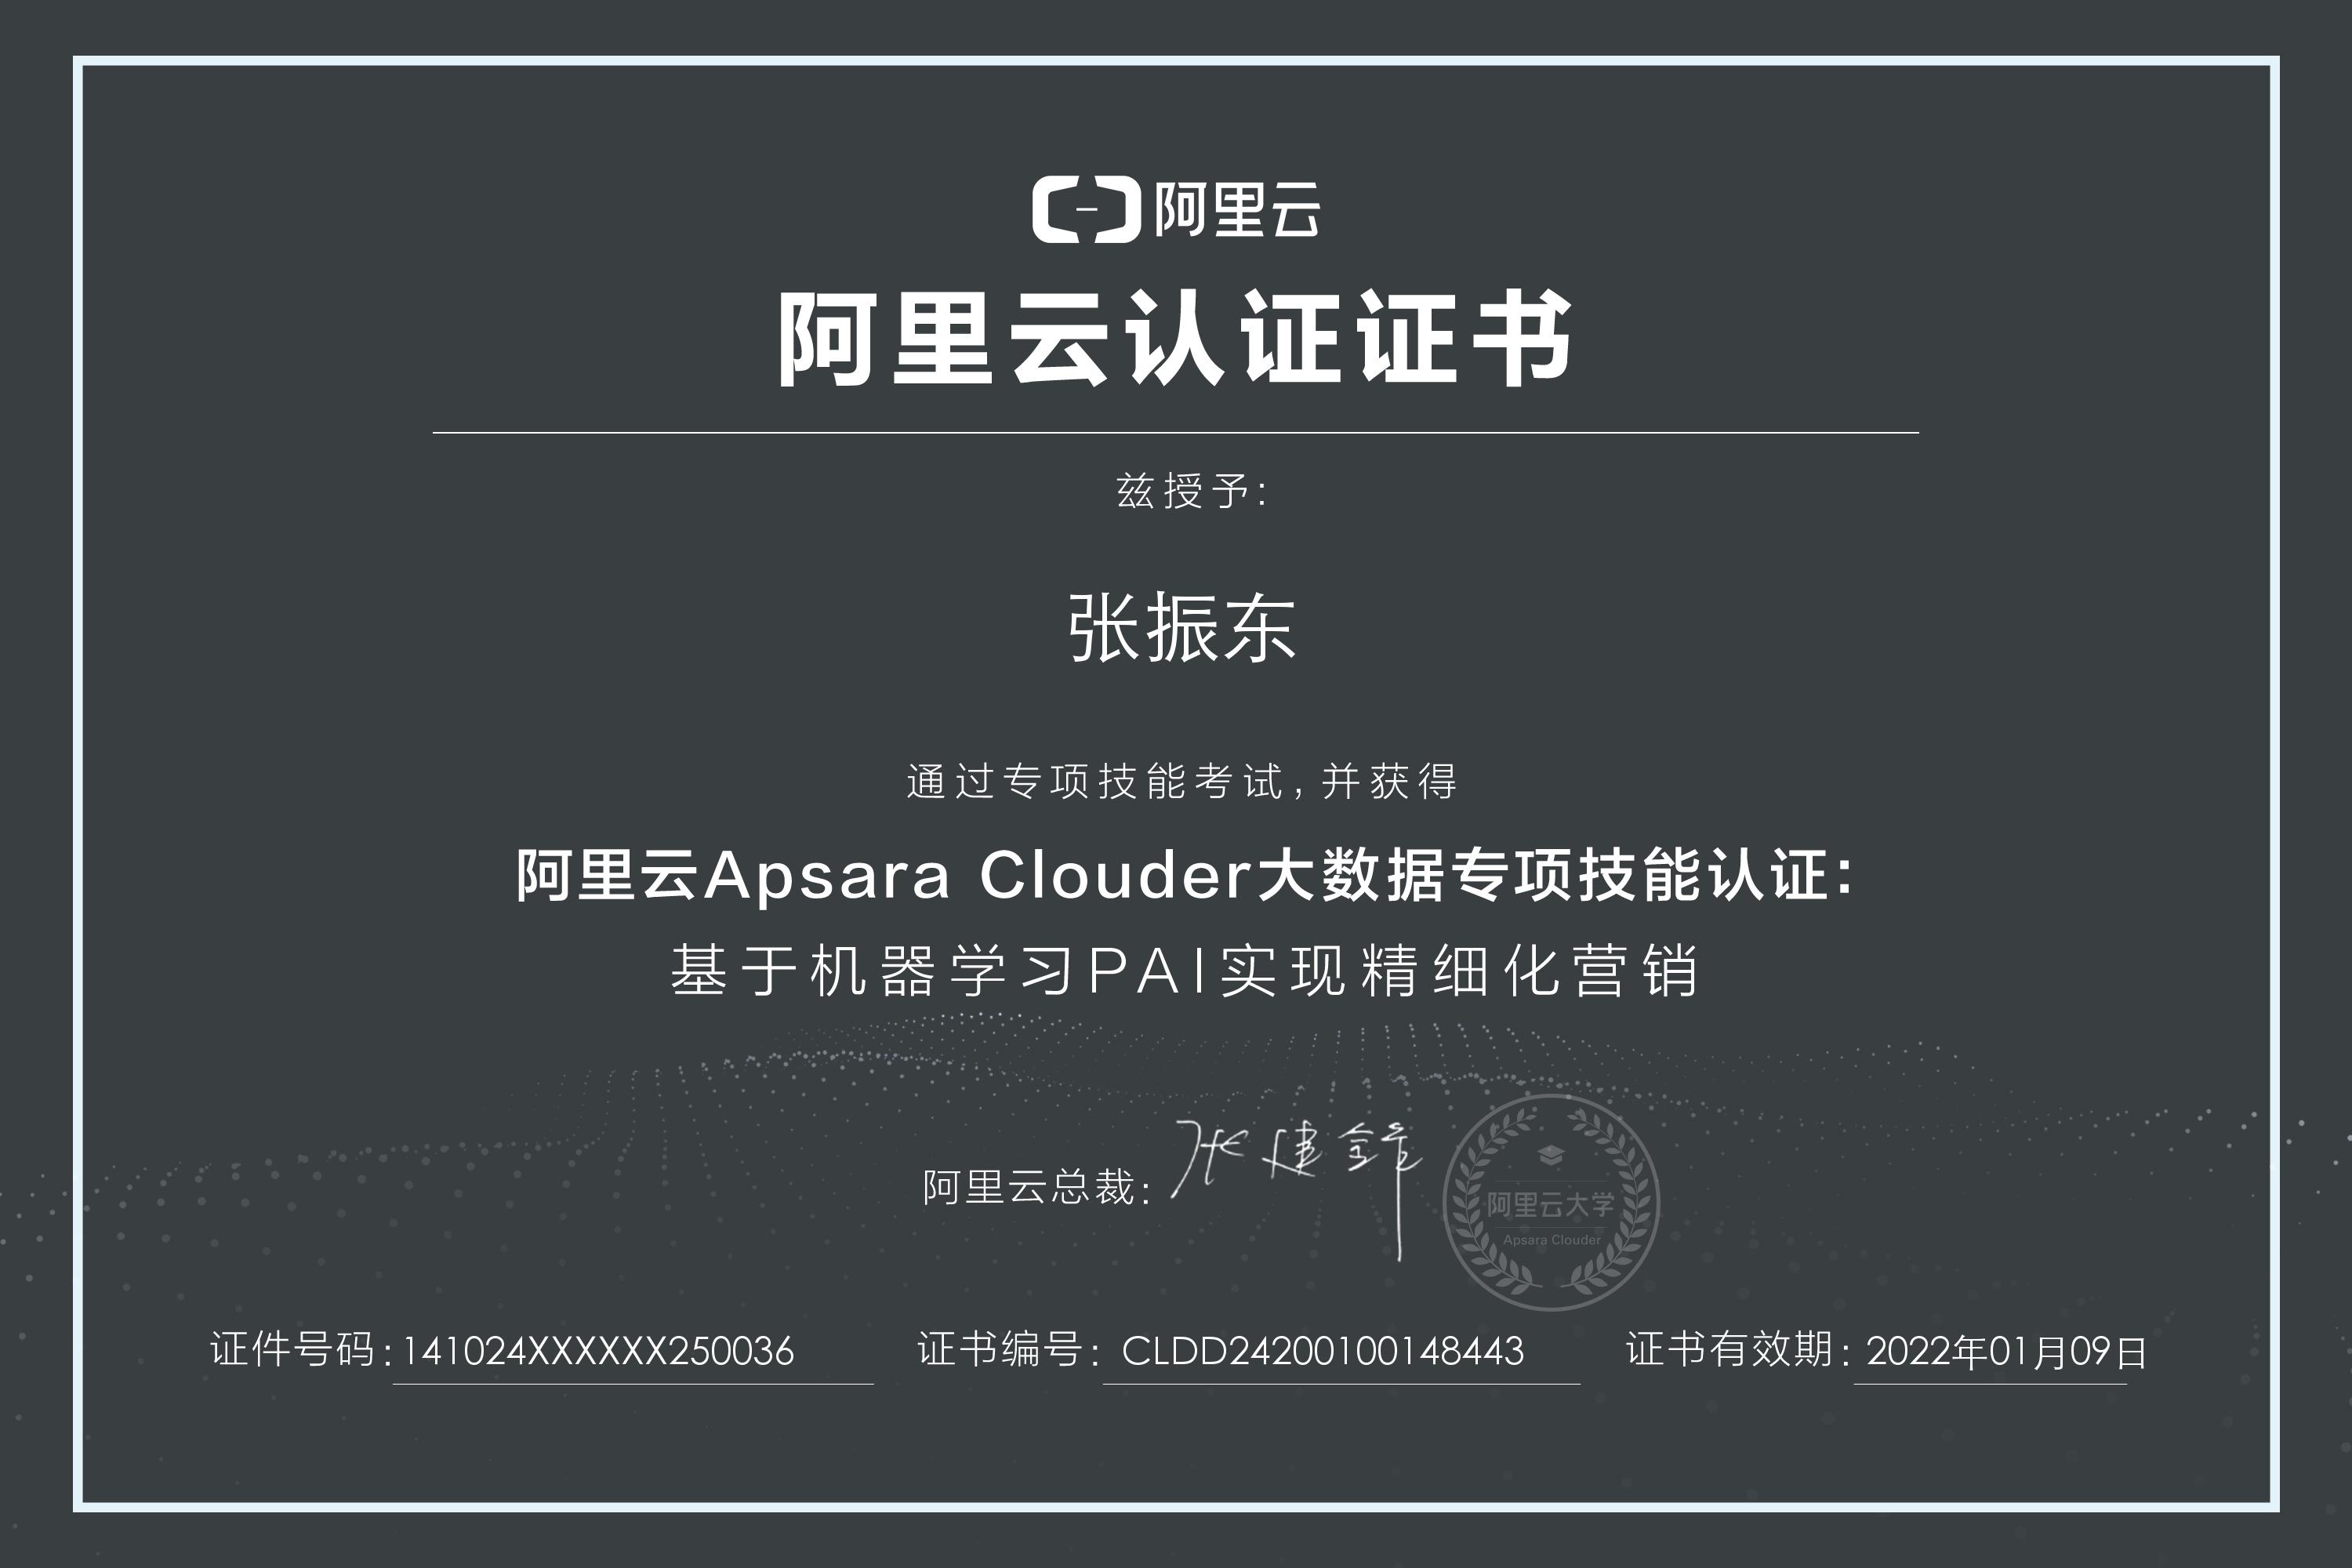 阿里云
阿里云认证证书
兹授予：
张振东
通过专项技能考试，并获得
阿里云Apsara Clouder大数据专项技能认证：
基于机器学习PAI实现精细化营销
阿里云总裁：张建锋
阿里云大学
Apsara Clouder
证件号码：141024XXXXXX250036
证书编号：CLDD24200100148443
证书有效期：2022年01月09日